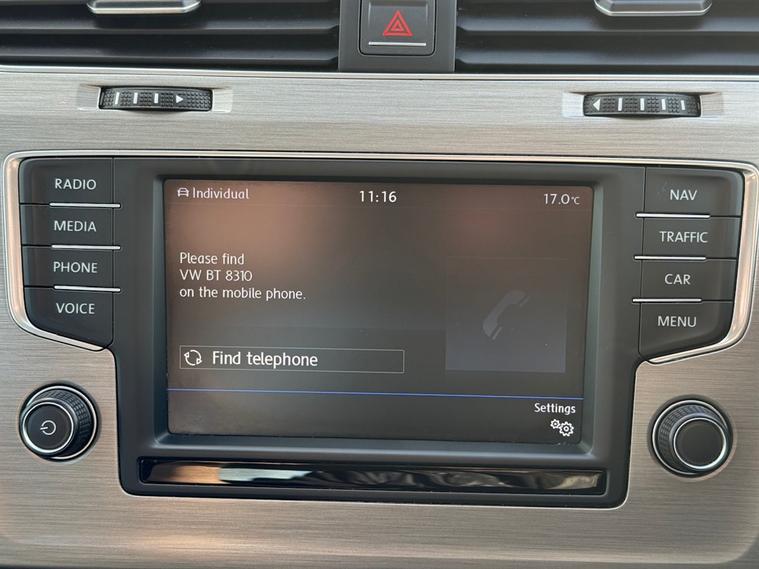 RADIO
MEDIA
PHONE
VOICE
Individual
11:16
17.0°C
Please find
VW BT 8310
on the mobile phone.
Find telephone
Settings
NAV
TRAFFIC
CAR
MENU